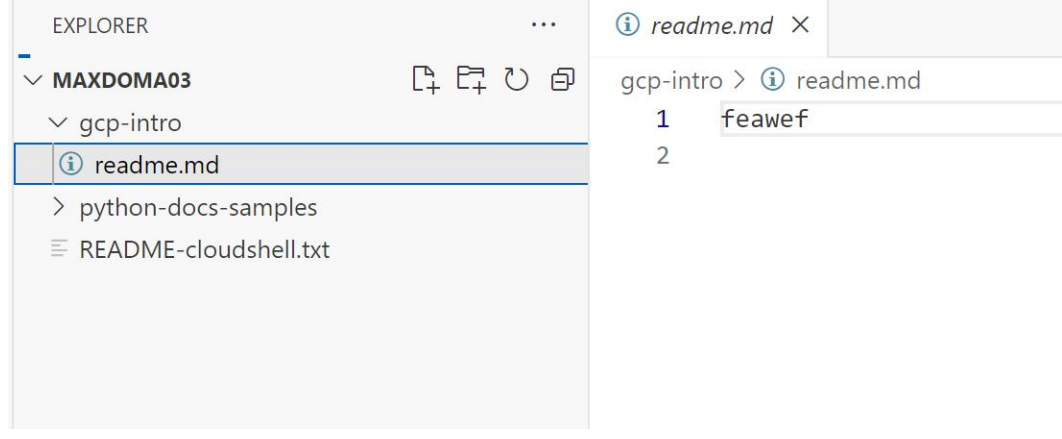 EXPLORER
MAXDOMA03
gcp-intro
readme.md
python-docs-samples
README-cloudshell.txt
readme.md
gcp-intro > readme.md
1 feawef
2